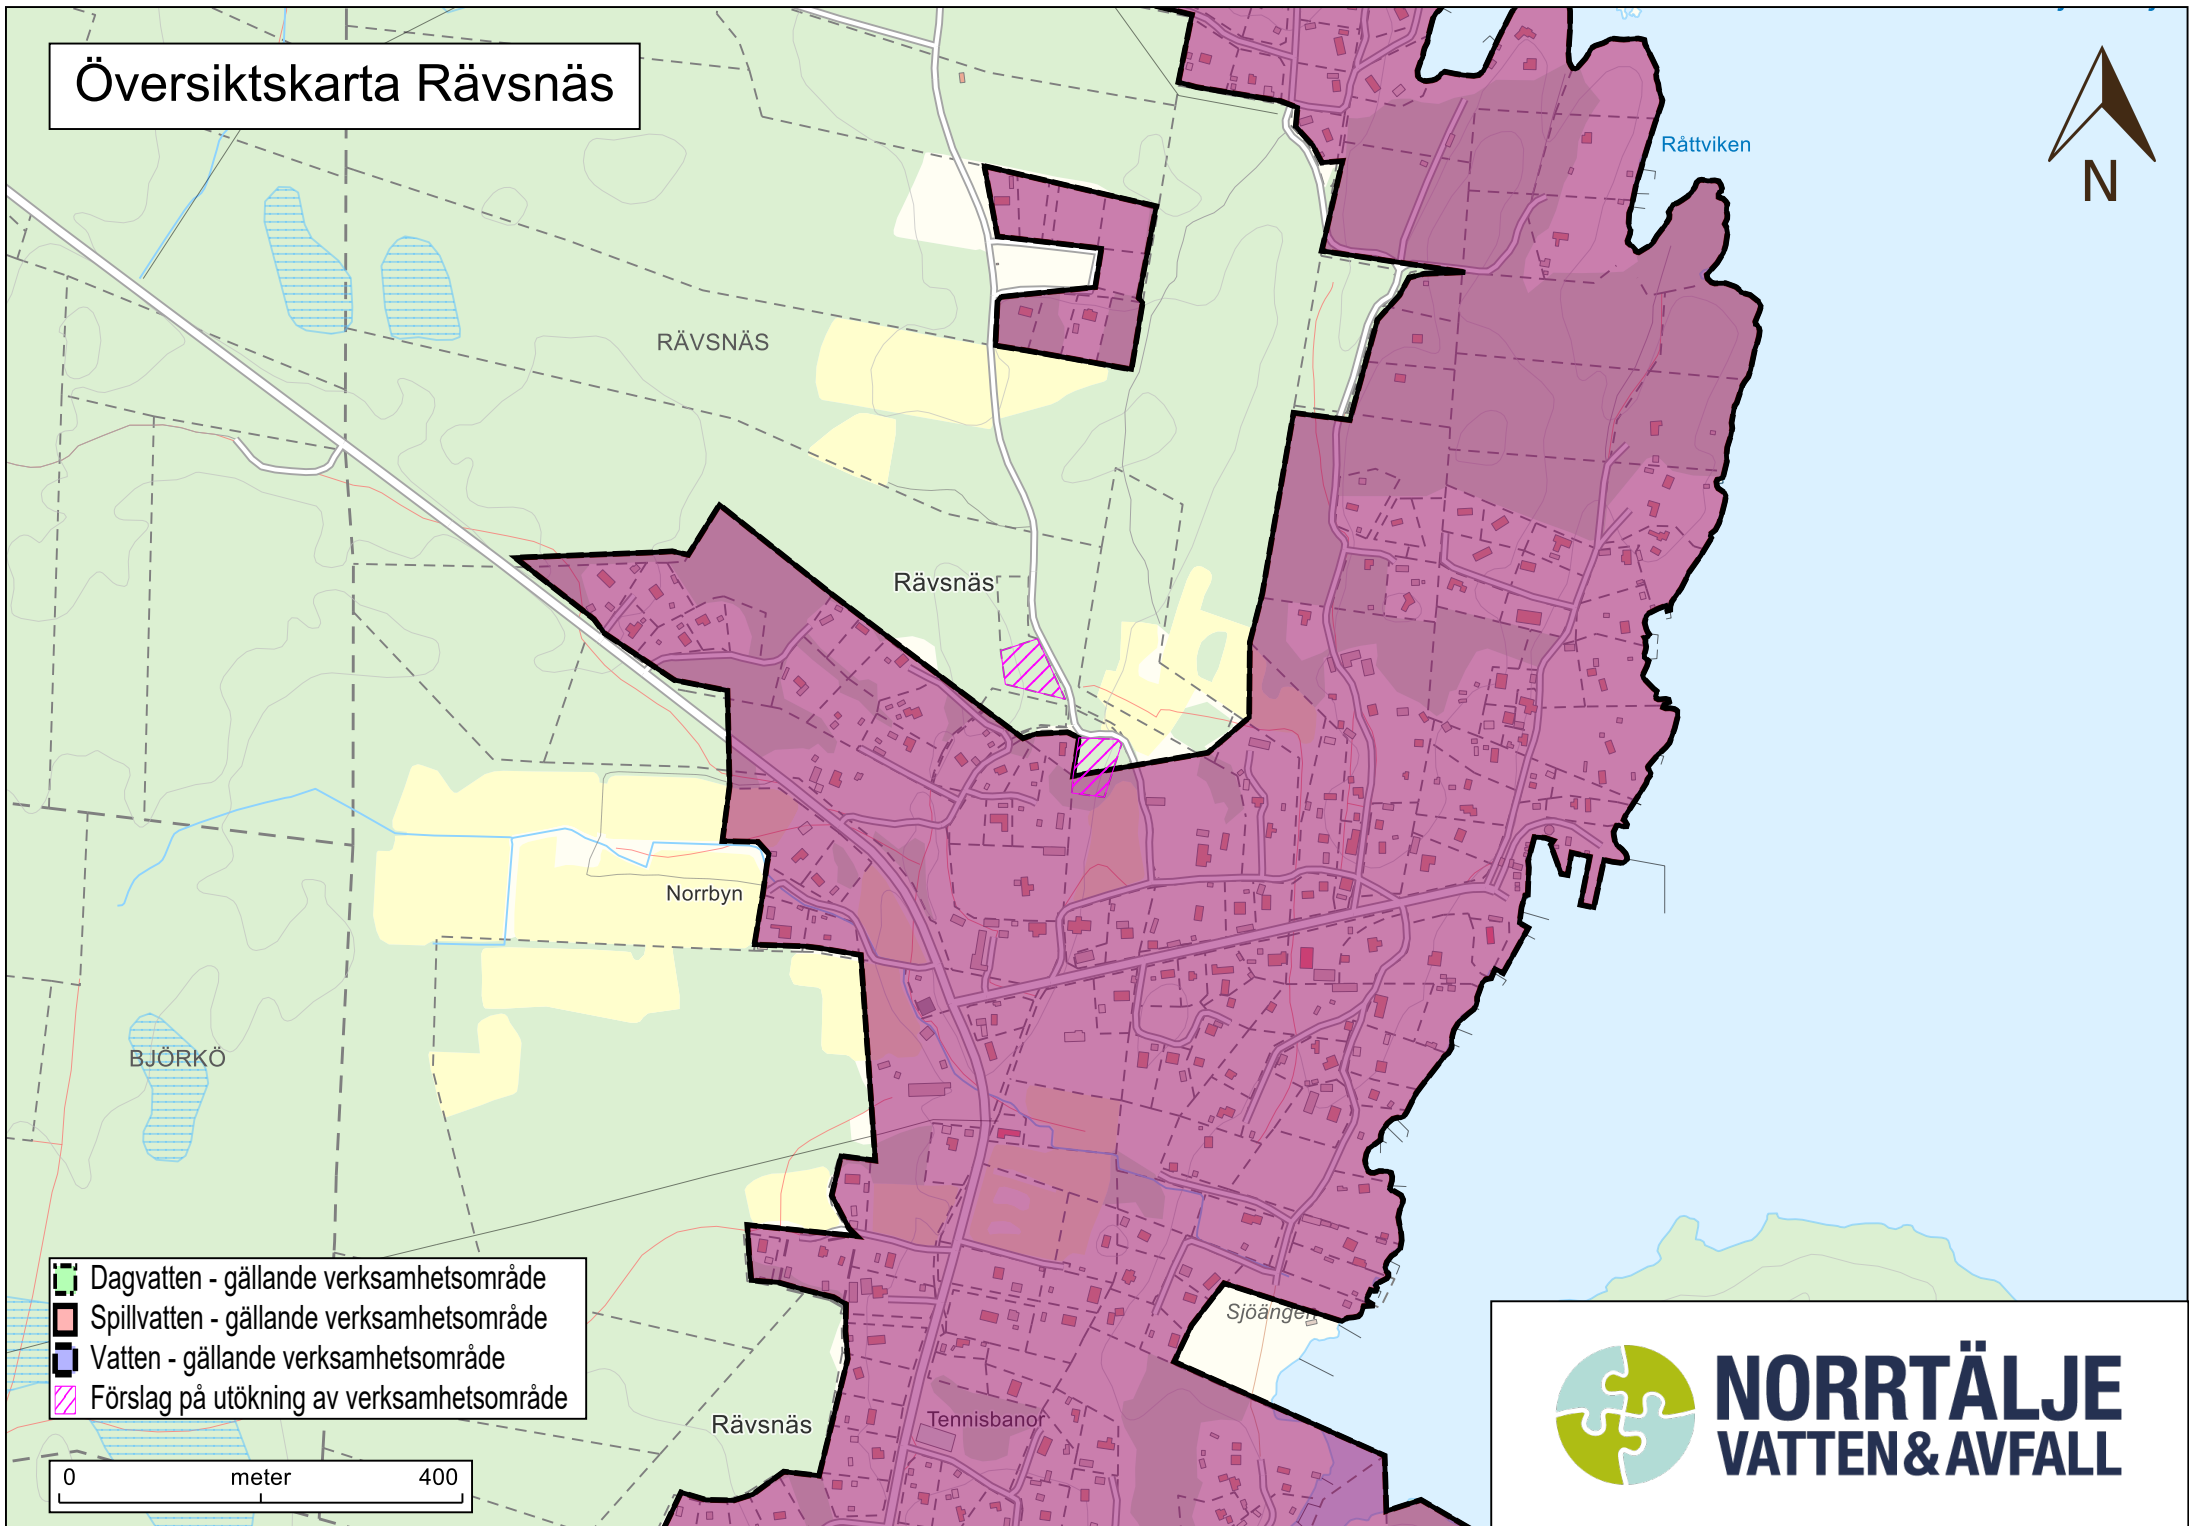 Översiktskarta Rävsnäs
N
Råttviken
RÄVSNÄS
Rävsnäs
Norrbyn
BJÖRKÖ
Sjöängen
Rävsnäs
Tennisbanor
Dagvatten - gällande verksamhetsområde
Spillvatten - gällande verksamhetsområde
Vatten - gällande verksamhetsområde
Förslag på utökning av verksamhetsområde
0 meter 400
NORRTÄLJE
VATTEN & AVFALL